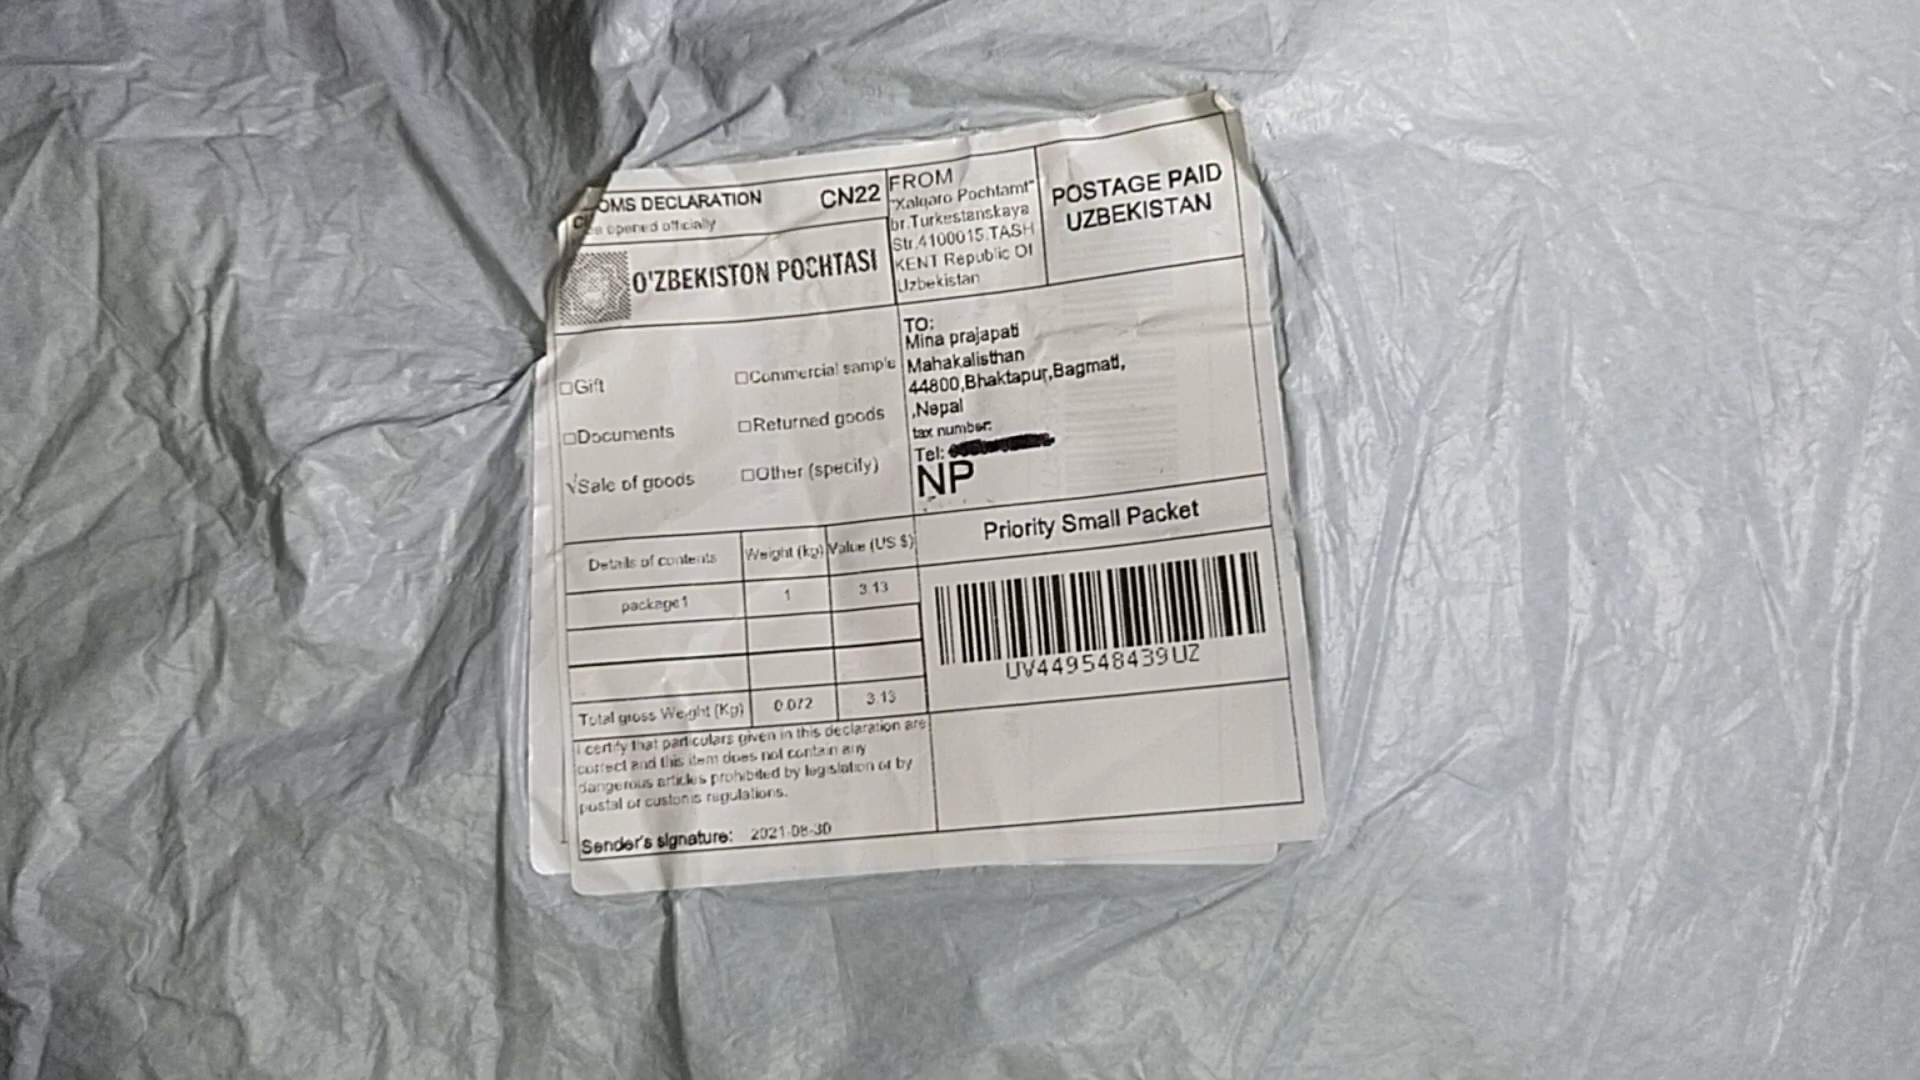 OMS DECLARATION CN22
be opened officially
O'ZBEKISTON POCHTASI
FROM
"Xalqaro Pochtamt"
br.Turkestanskaya
Str.4100015.TASH
KENT Republic Of
Uzbekistan
POSTAGE PAID
UZBEKISTAN
□Gift □Commercial sample
□Documents □Returned goods
√Sale of goods □Other (specify)
TO:
Mina prajapati
Mahakalisthan
44800,Bhaktapur,Bagmati,
,Nepal
tax number:
Tel:
NP
Details of contents Weight (kg) Value (US $)
package1 1 3.13
Total gross Weight (Kg) 0.072 3.13
I certify that particulars given in this declaration are
correct and this item does not contain any
dangerous articles prohibited by legislation or by
postal or customs regulations.
Sender's signature: 2021-08-30
Priority Small Packet
UV449548439UZ